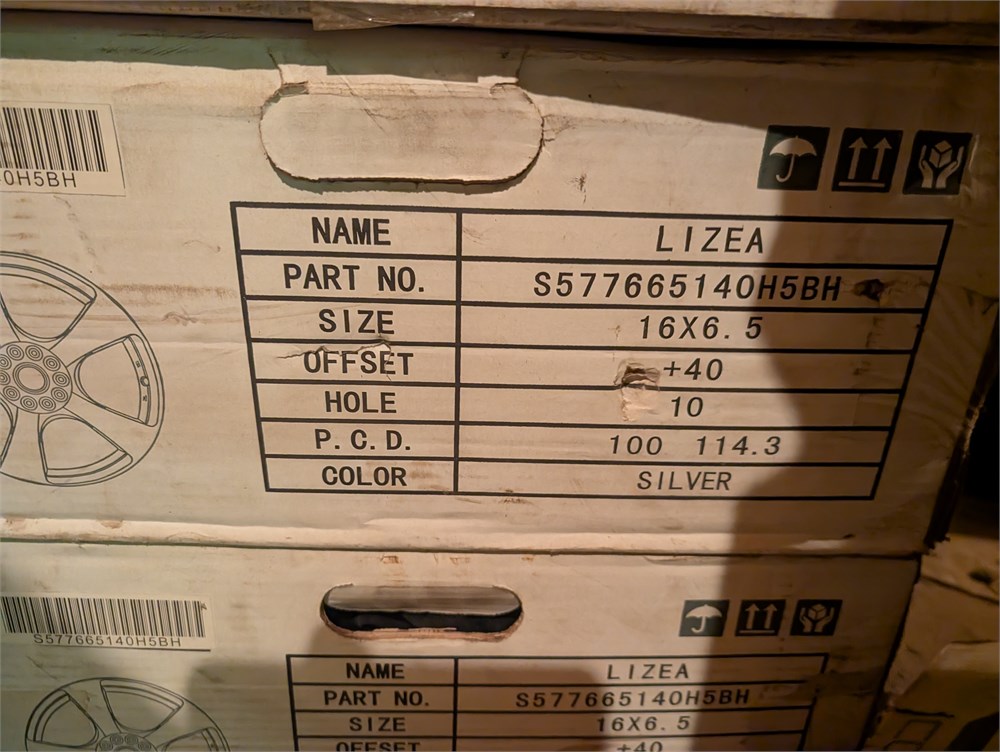 0H5BH
NAME LIZEA
PART NO. S577665140H5BH
SIZE 16X6.5
OFFSET +40
HOLE 10
P.C.D. 100 114.3
COLOR SILVER
S577665140H5BH
NAME LIZEA
PART NO. S577665140H5BH
SIZE 16X6.5
OFFSET +40